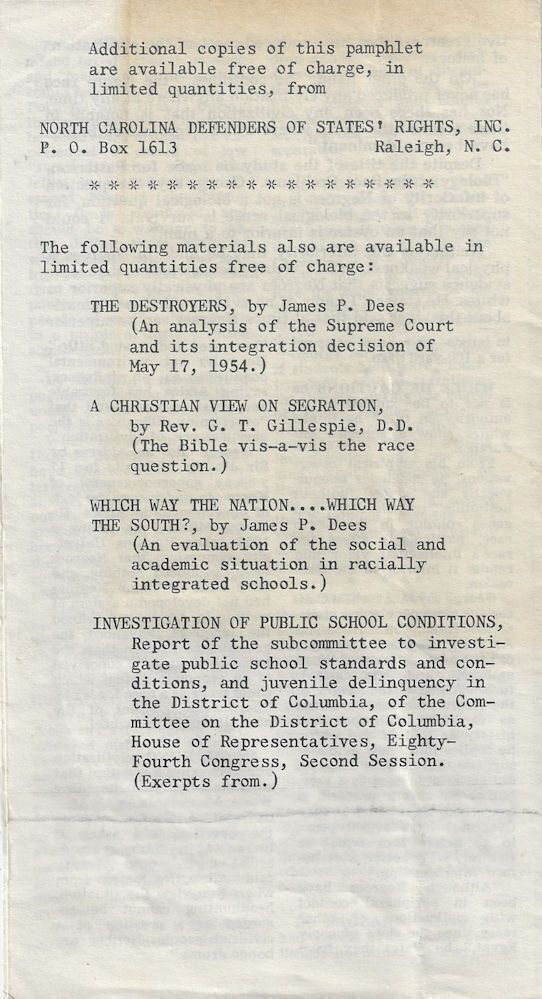 Additional copies of this pamphlet
are available free of charge, in
limited quantities, from
NORTH CAROLINA DEFENDERS OF STATES' RIGHTS, INC.
P. O. Box 1613 Raleigh, N. C.
* * * * * * * * * * * * * * * * * *
The following materials also are available in
limited quantities free of charge:
THE DESTROYERS, by James P. Dees
(An analysis of the Supreme Court
and its integration decision of
May 17, 1954.)
A CHRISTIAN VIEW ON SEGRATION,
by Rev. G. T. Gillespie, D.D.
(The Bible vis-a-vis the race
question.)
WHICH WAY THE NATION....WHICH WAY
THE SOUTH?, by James P. Dees
(An evaluation of the social and
academic situation in racially
integrated schools.)
INVESTIGATION OF PUBLIC SCHOOL CONDITIONS,
Report of the subcommittee to investi-
gate public school standards and con-
ditions, and juvenile delinquency in
the District of Columbia, of the Com-
mittee on the District of Columbia,
House of Representatives, Eighty-
Fourth Congress, Second Session.
(Exerpts from.)